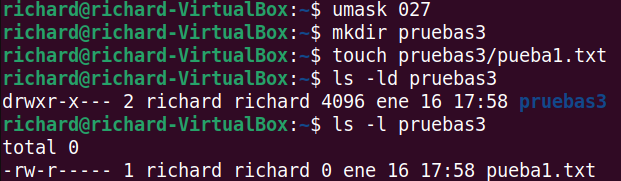 richard@richard-VirtualBox:~$ umask 027
richard@richard-VirtualBox:~$ mkdir pruebas3
richard@richard-VirtualBox:~$ touch pruebas3/pueba1.txt
richard@richard-VirtualBox:~$ ls -ld pruebas3
drwxr-x--- 2 richard richard 4096 ene 16 17:58 pruebas3
richard@richard-VirtualBox:~$ ls -l pruebas3
total 0
-rw-r----- 1 richard richard 0 ene 16 17:58 pueba1.txt